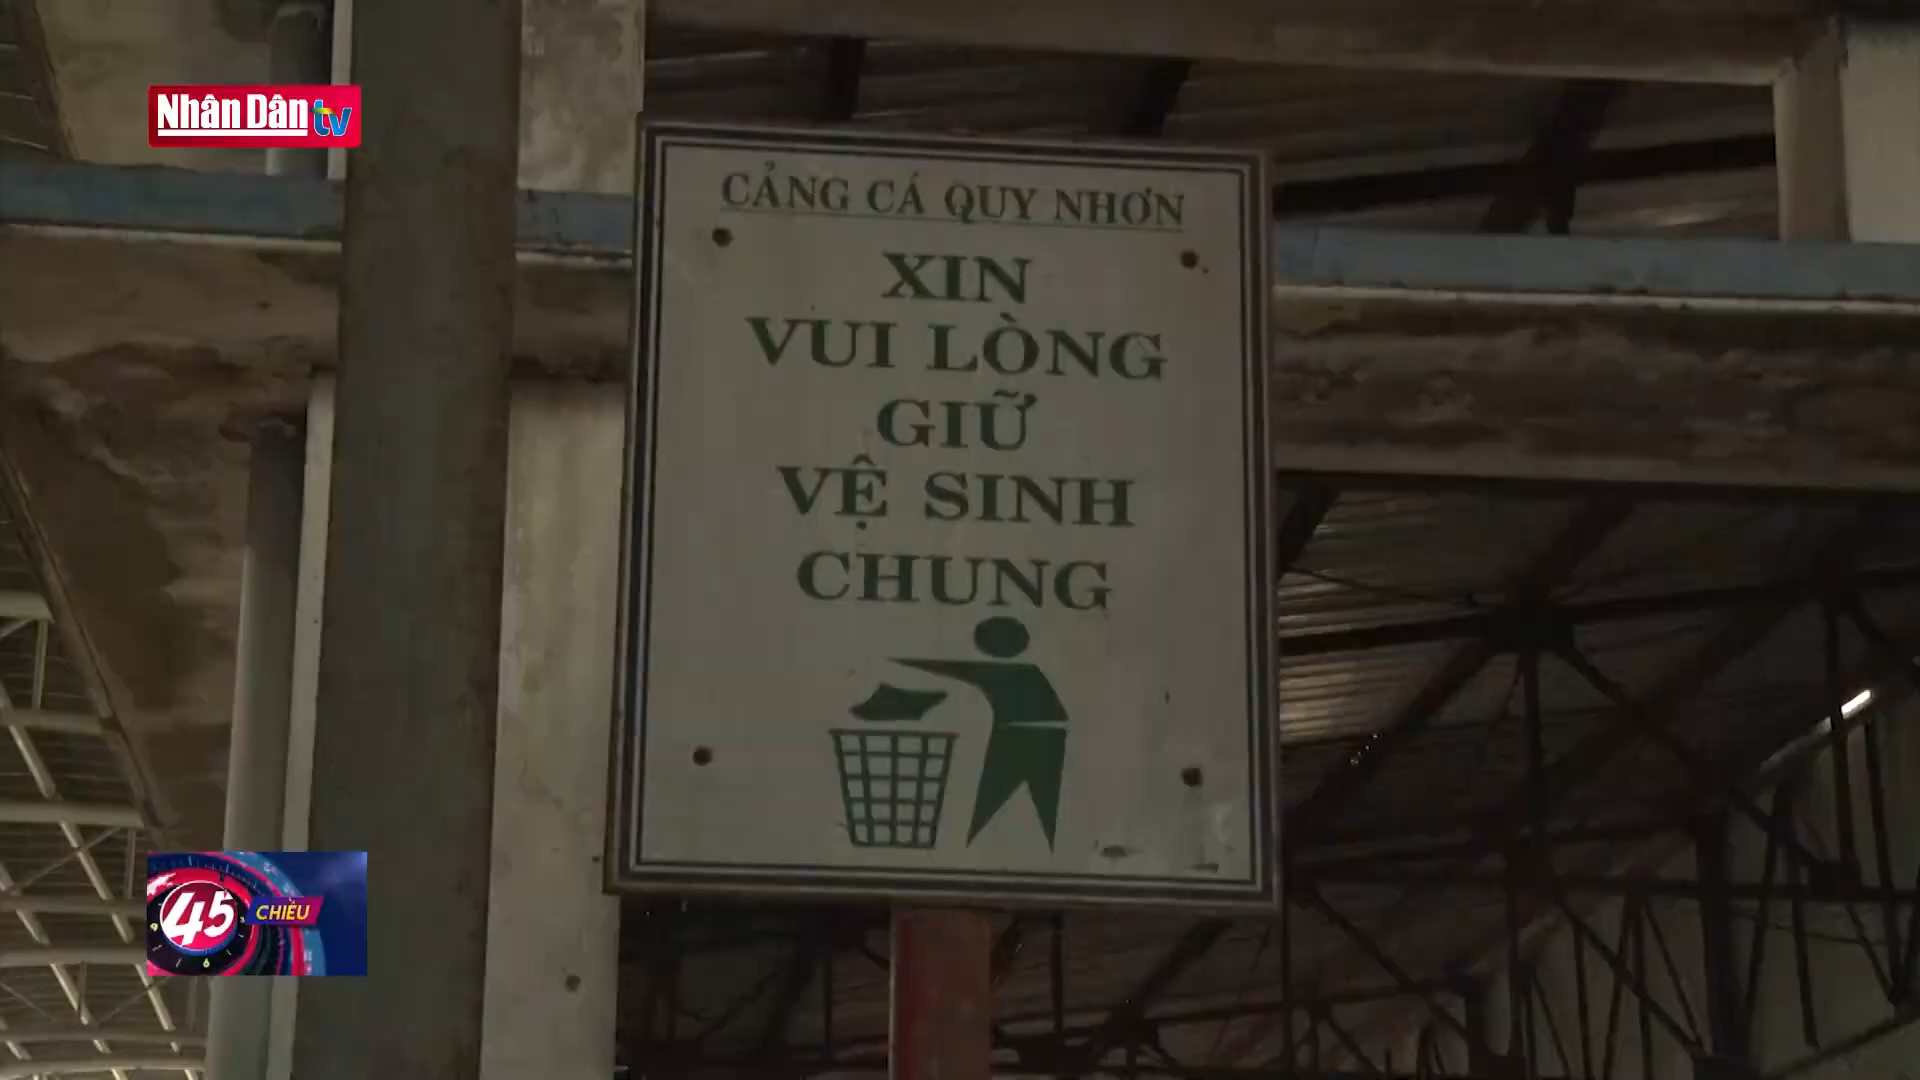 Nhân Dân tv
CẢNG CÁ QUY NHƠN
XIN
VUI LÒNG
GIỮ
VỆ SINH
CHUNG
45 CHIỀU